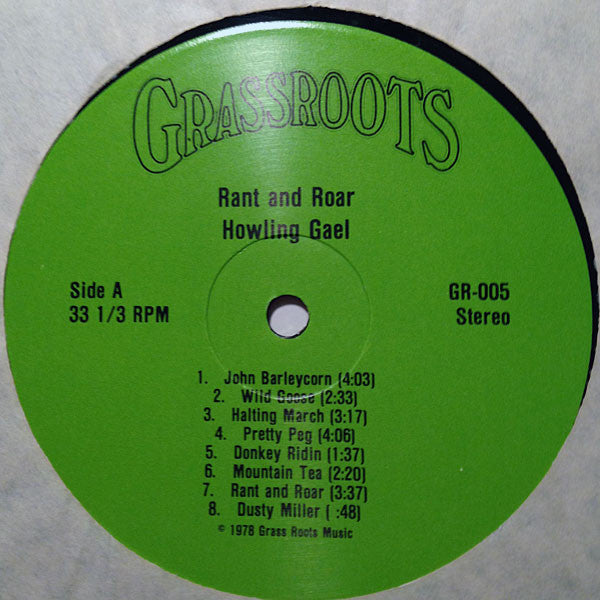 GRASSROOTS
Rant and Roar
Howling Gael
Side A
33 1/3 RPM
GR-005
Stereo
1. John Barleycorn (4:03)
2. Wild Goose (2:33)
3. Halting March (3:17)
4. Pretty Peg (4:06)
5. Donkey Ridin (1:37)
6. Mountain Tea (2:20)
7. Rant and Roar (3:37)
8. Dusty Miller ( :48)
© 1978 Grass Roots Music